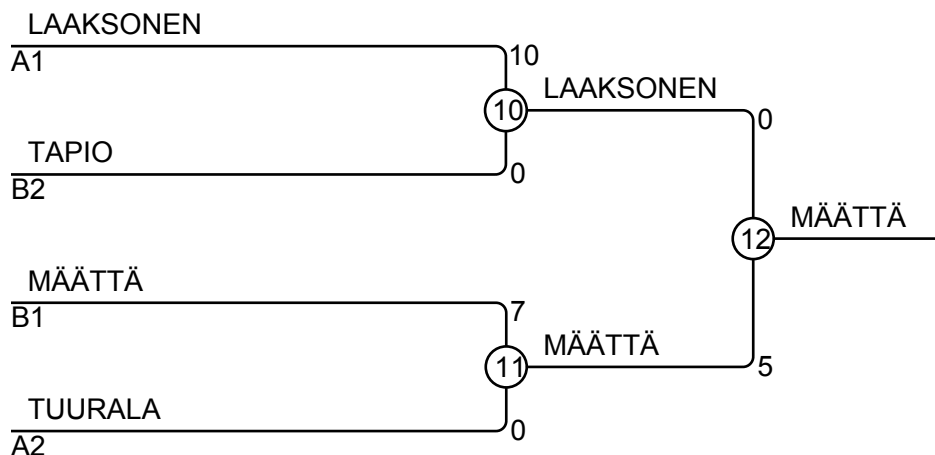 LAAKSONEN
A1
10
10
LAAKSONEN
0
TAPIO
B2
0
12
MÄÄTTÄ
MÄÄTTÄ
B1
7
11
MÄÄTTÄ
5
TUURALA
A2
0